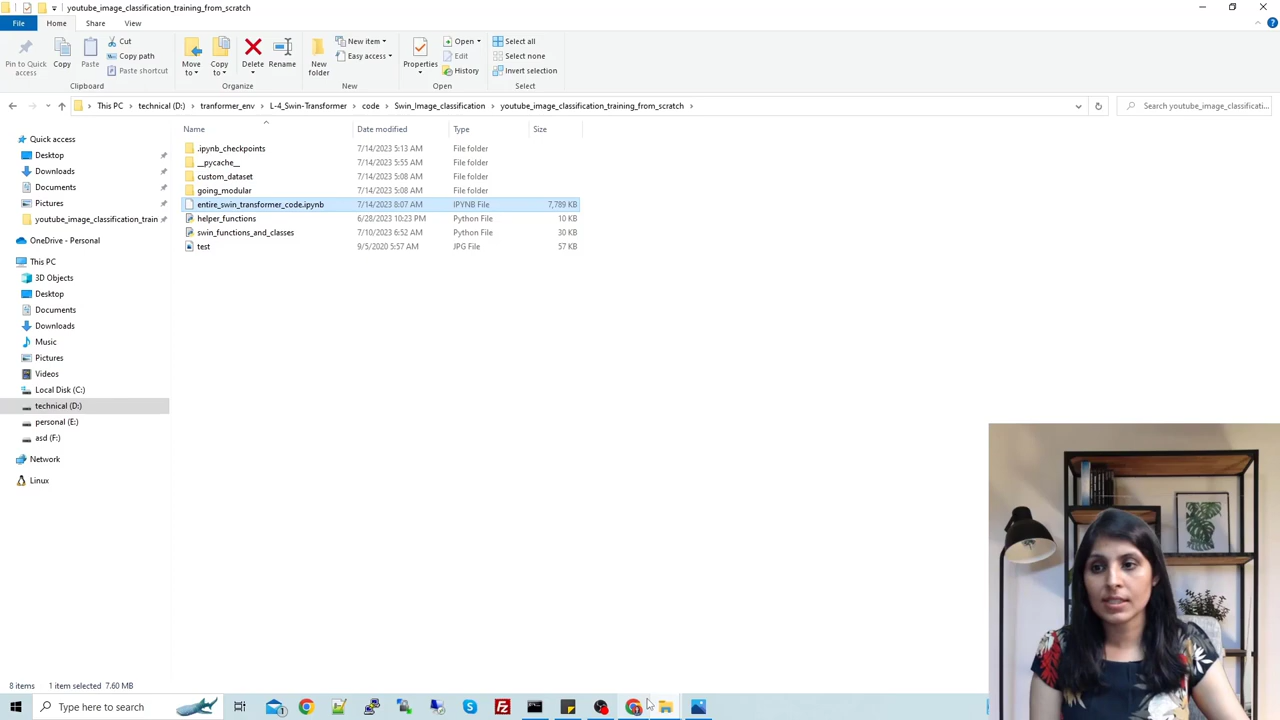 youtube_image_classification_training_from_scratch
File Home Share View
Pin to Quick access
Copy
Paste
Cut
Copy path
Paste shortcut
Clipboard
Move to
Copy to
Delete
Rename
Organize
New folder
New item
Easy access
New
Properties
Open
Edit
History
Open
Select all
Select none
Invert selection
Select
This PC > technical (D:) > tranformer_env > L-4_Swin-Transformer > code > Swin_Image_classification > youtube_image_classification_training_from_scratch >
Search youtube_image_classificati...
Quick access
Desktop
Downloads
Documents
Pictures
youtube_image_classification_train
OneDrive - Personal
This PC
3D Objects
Desktop
Documents
Downloads
Music
Pictures
Videos
Local Disk (C:)
technical (D:)
personal (E:)
asd (F:)
Network
Linux
Name Date modified Type Size
.ipynb_checkpoints 7/14/2023 5:13 AM File folder
__pycache__ 7/14/2023 5:55 AM File folder
custom_dataset 7/14/2023 5:08 AM File folder
going_modular 7/14/2023 5:08 AM File folder
entire_swin_transformer_code.ipynb 7/14/2023 8:07 AM IPYNB File 7,789 KB
helper_functions 6/28/2023 10:23 PM Python File 10 KB
swin_functions_and_classes 7/10/2023 6:52 AM Python File 30 KB
test 9/5/2020 5:57 AM JPG File 57 KB
8 items 1 item selected 7.60 MB
Type here to search